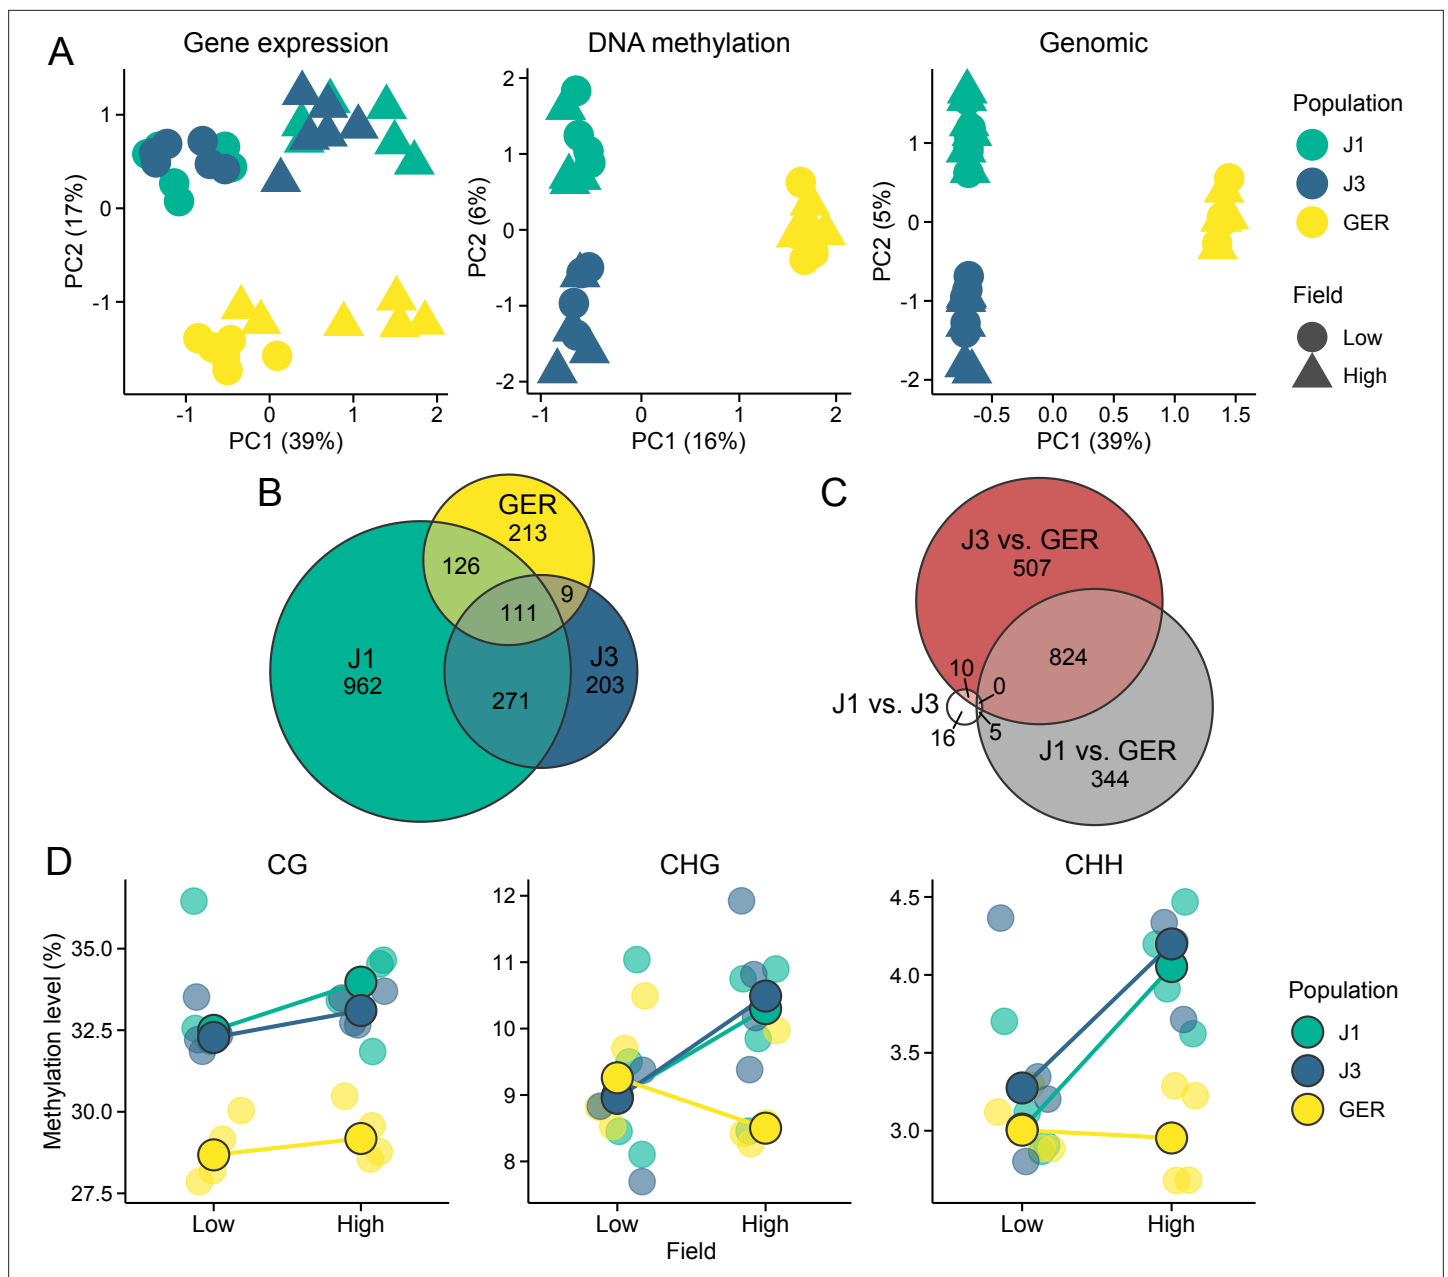 A
Gene expression
DNA methylation
Genomic
1
0
-1
PC2 (17%)
-1
0
1
2
PC1 (39%)
2
1
0
-1
-2
PC2 (6%)
-1
0
1
2
PC1 (16%)
1
0
-1
-2
PC2 (5%)
-0.5
0.0
0.5
1.0
1.5
PC1 (39%)
Population
J1
J3
GER
Field
Low
High
B
GER
213
126
9
111
J1
962
J3
203
271
C
J3 vs. GER
507
824
10
0
J1 vs. J3
16
5
J1 vs. GER
344
D
CG
CHG
CHH
Methylation level (%)
35.0
32.5
30.0
27.5
Low
High
12
11
10
9
8
Low
High
Field
4.5
4.0
3.5
3.0
Low
High
Population
J1
J3
GER